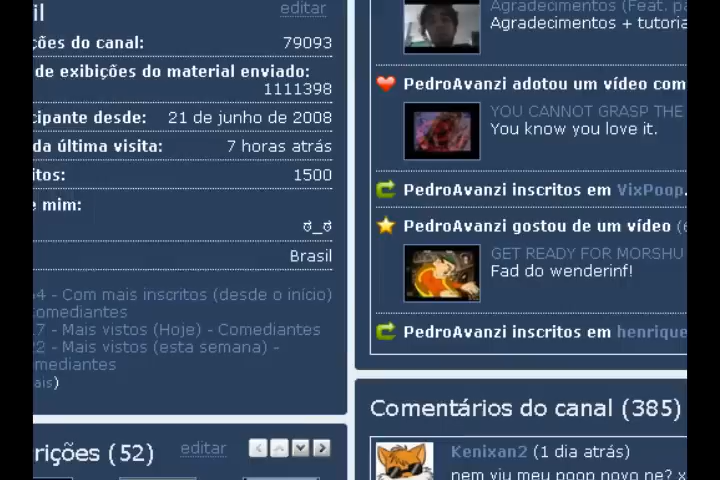 il
editar
ções do canal: 79093
de exibições do material enviado:
1111398
cipante desde: 21 de junho de 2008
da última visita: 7 horas atrás
itos: 1500
e mim:
ಠ_ಠ
Brasil
4 - Com mais inscritos (desde o início)
omediantes
7 - Mais vistos (Hoje) - Comediantes
2 - Mais vistos (esta semana) -
mediantes
ais)
rições (52)
editar
Agradecimentos (Feat. pa
Agradecimentos + tutoria
PedroAvanzi adotou um vídeo com
YOU CANNOT GRASP THE
You know you love it.
PedroAvanzi inscritos em VixPoop.
PedroAvanzi gostou de um vídeo (
GET READY FOR MORSHU
Fad do wenderinf!
PedroAvanzi inscritos em henrique
Comentários do canal (385)
Kenixan2 (1 dia atrás)
nem viu meu poop novo ne? x